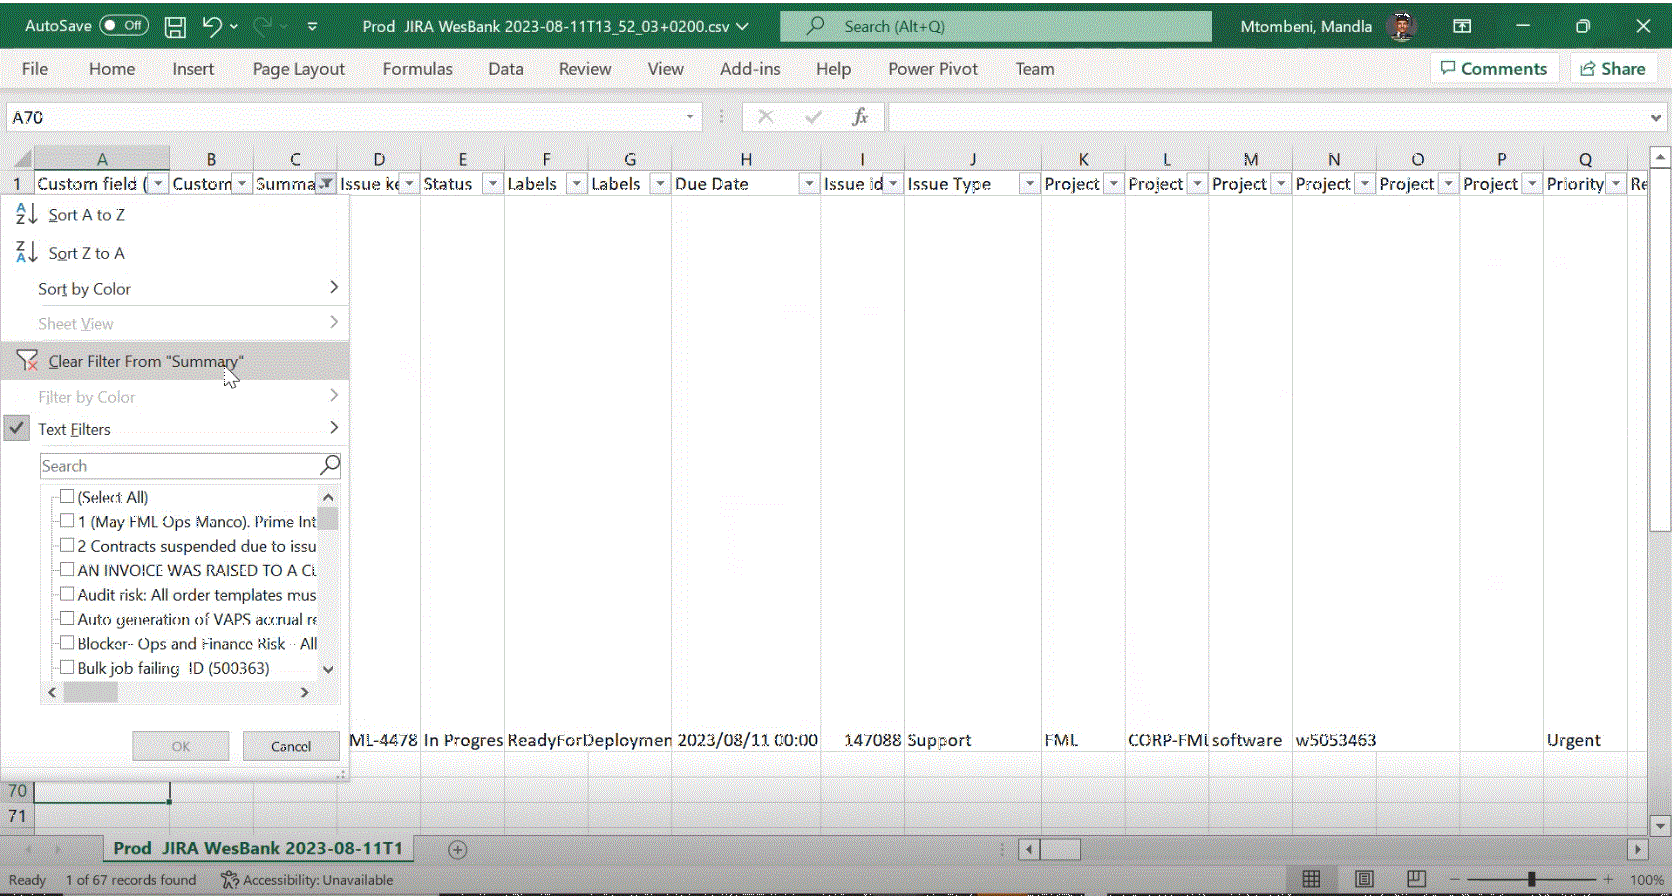 AutoSave Off Prod JIRA WesBank 2023-08-11T13_52_03+0200.csv Search (Alt+Q) Mtombeni, Mandla
File Home Insert Page Layout Formulas Data Review View Add-ins Help Power Pivot Team Comments Share
A70 fx
A B C D E F G H I J K L M N O P Q
1 Custom field ( Custom Summa Issue ke Status Labels Labels Due Date Issue id Issue Type Project Project Project Project Project Project Priority Re
Sort A to Z
Sort Z to A
Sort by Color
Sheet View
Clear Filter From "Summary"
Filter by Color
Text Filters
Search
(Select All)
1 (May FML Ops Manco). Prime Int
2 Contracts suspended due to issu
AN INVOICE WAS RAISED TO A CL
Audit risk: All order templates mus
Auto generation of VAPS accrual re
Blocker- Ops and Finance Risk - All
Bulk job failing ID (500363)
OK Cancel
ML-4478 In Progres ReadyForDeploymen 2023/08/11 00:00 147088 Support FML CORP-FML software w5053463 Urgent
70
71
Prod JIRA WesBank 2023-08-11T1
Ready 1 of 67 records found Accessibility: Unavailable 100%